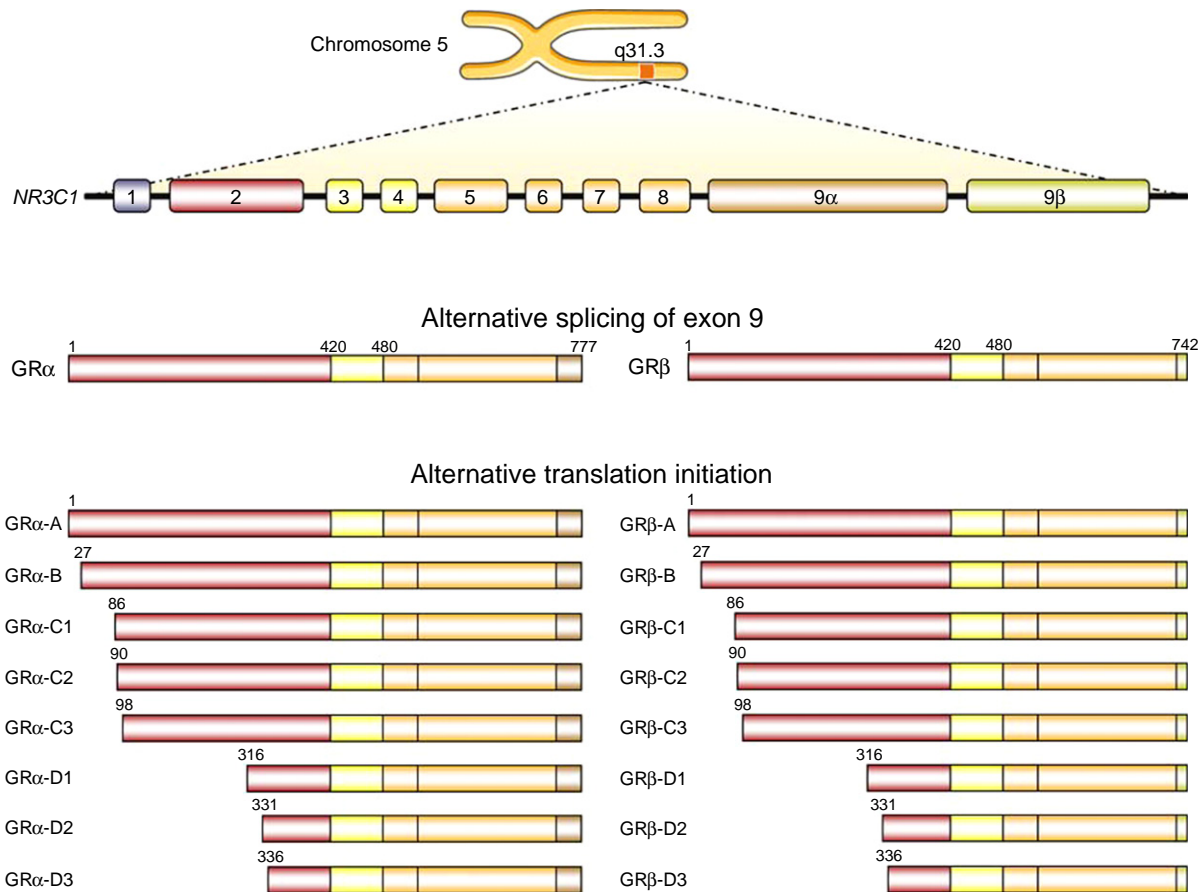 Chromosome 5
q31.3
NR3C1 1 2 3 4 5 6 7 8 9α 9β
Alternative splicing of exon 9
1 420 480 777
GRα
1 420 480 742
GRβ
Alternative translation initiation
1
GRα-A
27
GRα-B
86
GRα-C1
90
GRα-C2
98
GRα-C3
316
GRα-D1
331
GRα-D2
336
GRα-D3
1
GRβ-A
27
GRβ-B
86
GRβ-C1
90
GRβ-C2
98
GRβ-C3
316
GRβ-D1
331
GRβ-D2
336
GRβ-D3